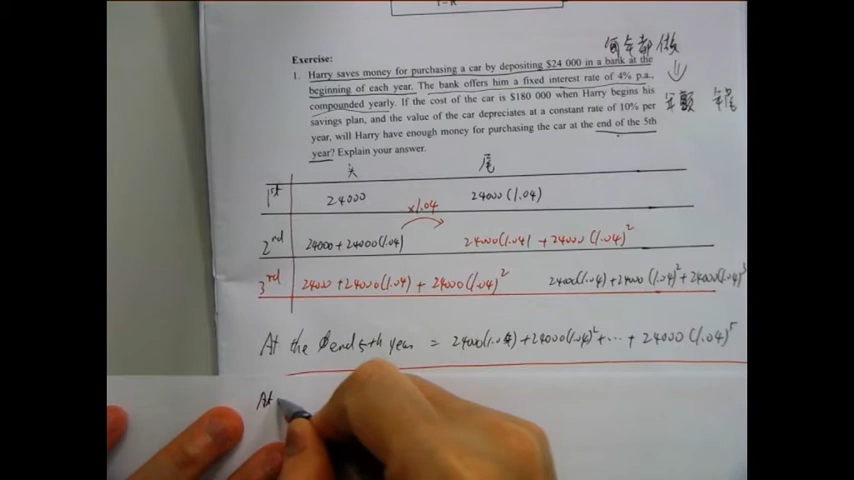 1-R
Exercise:
每年都做
1. Harry saves money for purchasing a car by depositing $24 000 in a bank at the
beginning of each year. The bank offers him a fixed interest rate of 4% p.a.,
compounded yearly. If the cost of the car is $180 000 when Harry begins his
savings plan, and the value of the car depreciates at a constant rate of 10% per
year, will Harry have enough money for purchasing the car at the end of the 5th
year? Explain your answer.
年頭 年尾
头 尾
1st 24000 24000(1.04)
×1.04
2nd 24000+24000(1.04) 24000(1.04) + 24000(1.04)²
3rd 24000 + 24000(1.04) + 24000(1.04)² 24000(1.04)+24000(1.04)²+24000(1.04)³
At the end 5th year = 24000(1.04)+24000(1.04)²+⋯+ 24000(1.04)⁵
At